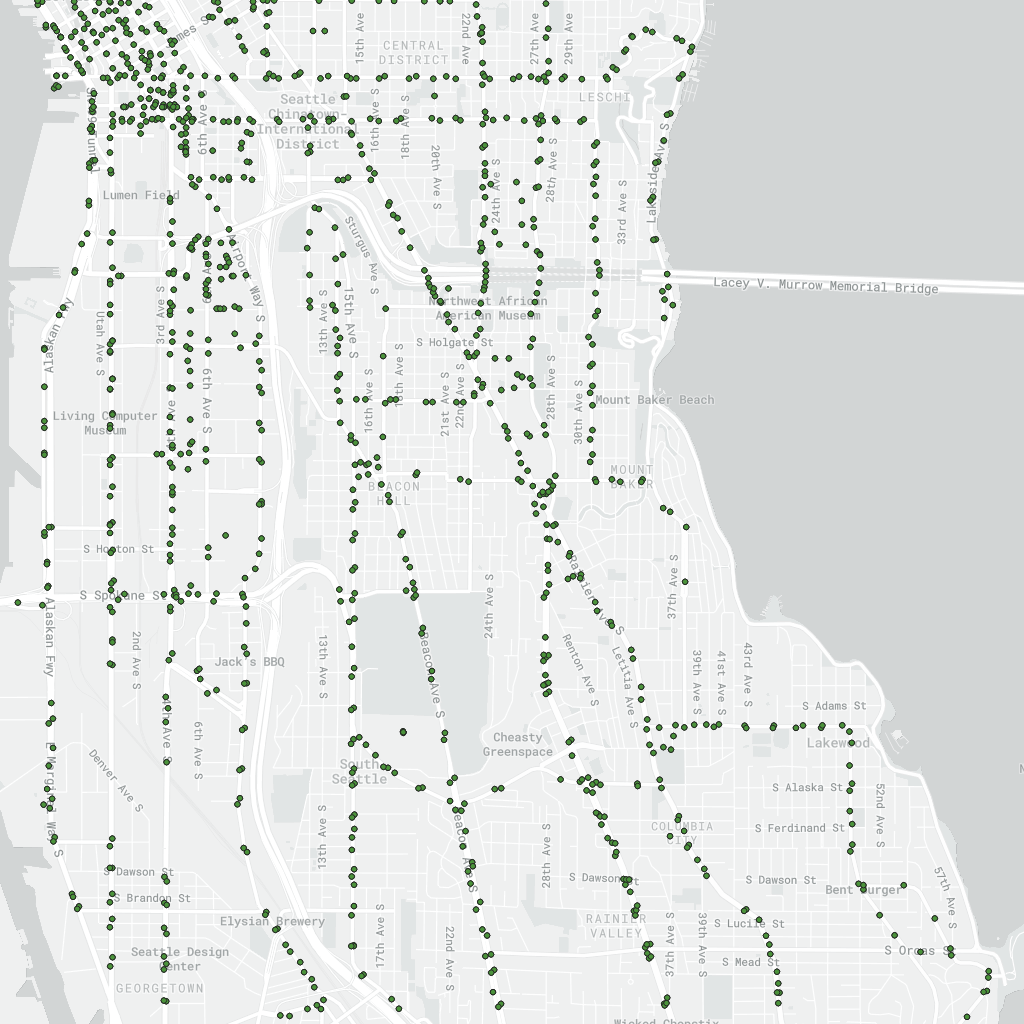 James S
15th Ave
22nd Ave
27th Ave
29th Ave
CENTRAL
DISTRICT
LESCHI
Seattle
Chinatown-
International
District
6th Ave S
16th Ave S
18th Ave S
20th Ave S
24th Ave S
28th Ave S
33rd Ave S
Lakeside Ave S
Lumen Field
Sturgus Ave S
Airport Way S
Lacey V. Murrow Memorial Bridge
Northwest African
American Museum
Alaskan Fwy
Utah Ave S
3rd Ave S
13th Ave S
15th Ave S
S Holgate St
6th Ave S
16th Ave S
21st Ave S
22nd Ave S
28th Ave S
30th Ave S
Mount Baker Beach
Living Computer
Museum
BEACON
HILL
MOUNT
BAKER
S Horton St
S Spokane S
Alaskan Fwy
24th Ave S
Rainier Ave S
37th Ave S
2nd Ave S
13th Ave S
Jack's BBQ
Beacon Ave S
Renton Ave S
Letitia Ave S
39th Ave S
41st Ave S
43rd Ave S
4th Ave S
6th Ave S
S Adams St
Lakewood
Cheasty
Greenspace
E Marginal Way S
Denver Ave S
South
Seattle
S Alaska St
52nd Ave S
13th Ave S
Beacon Ave S
28th Ave S
COLUMBIA
CITY
S Ferdinand St
S Dawson St
S Dawson St
S Dawson St
S Brandon St
Bent Burger
57th Ave S
Elysian Brewery
17th Ave S
22nd Ave S
RAINIER
VALLEY
37th Ave S
39th Ave S
S Lucile St
S Orcas S
Seattle Design
Center
S Mead St
GEORGETOWN